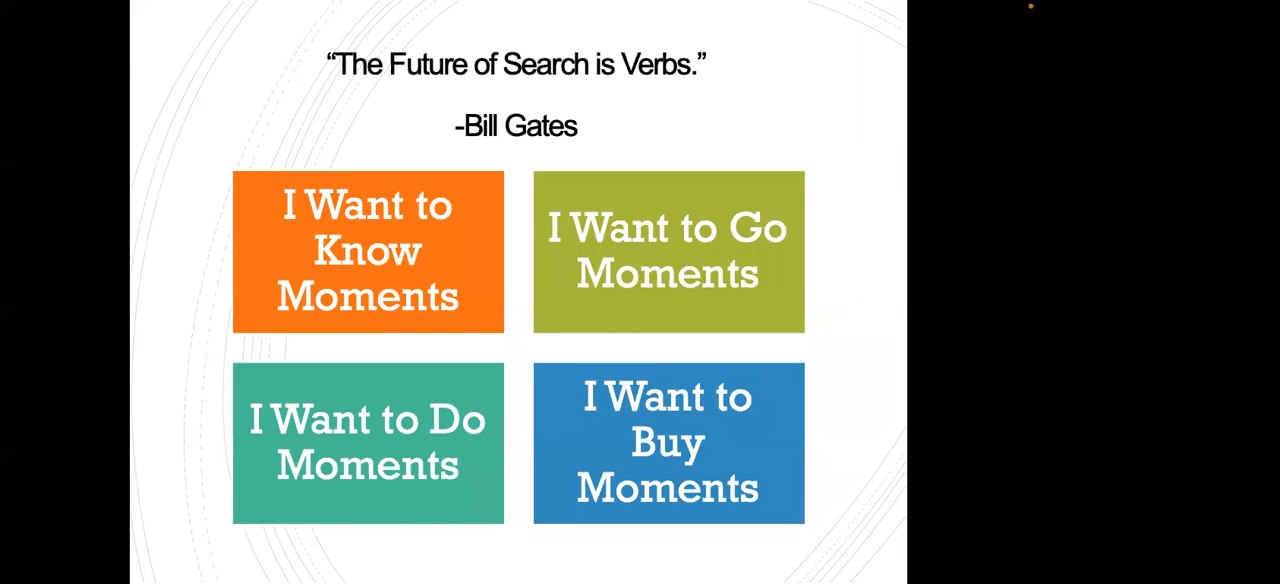 “The Future of Search is Verbs.”
-Bill Gates
I Want to
Know
Moments
I Want to Go
Moments
I Want to Do
Moments
I Want to
Buy
Moments